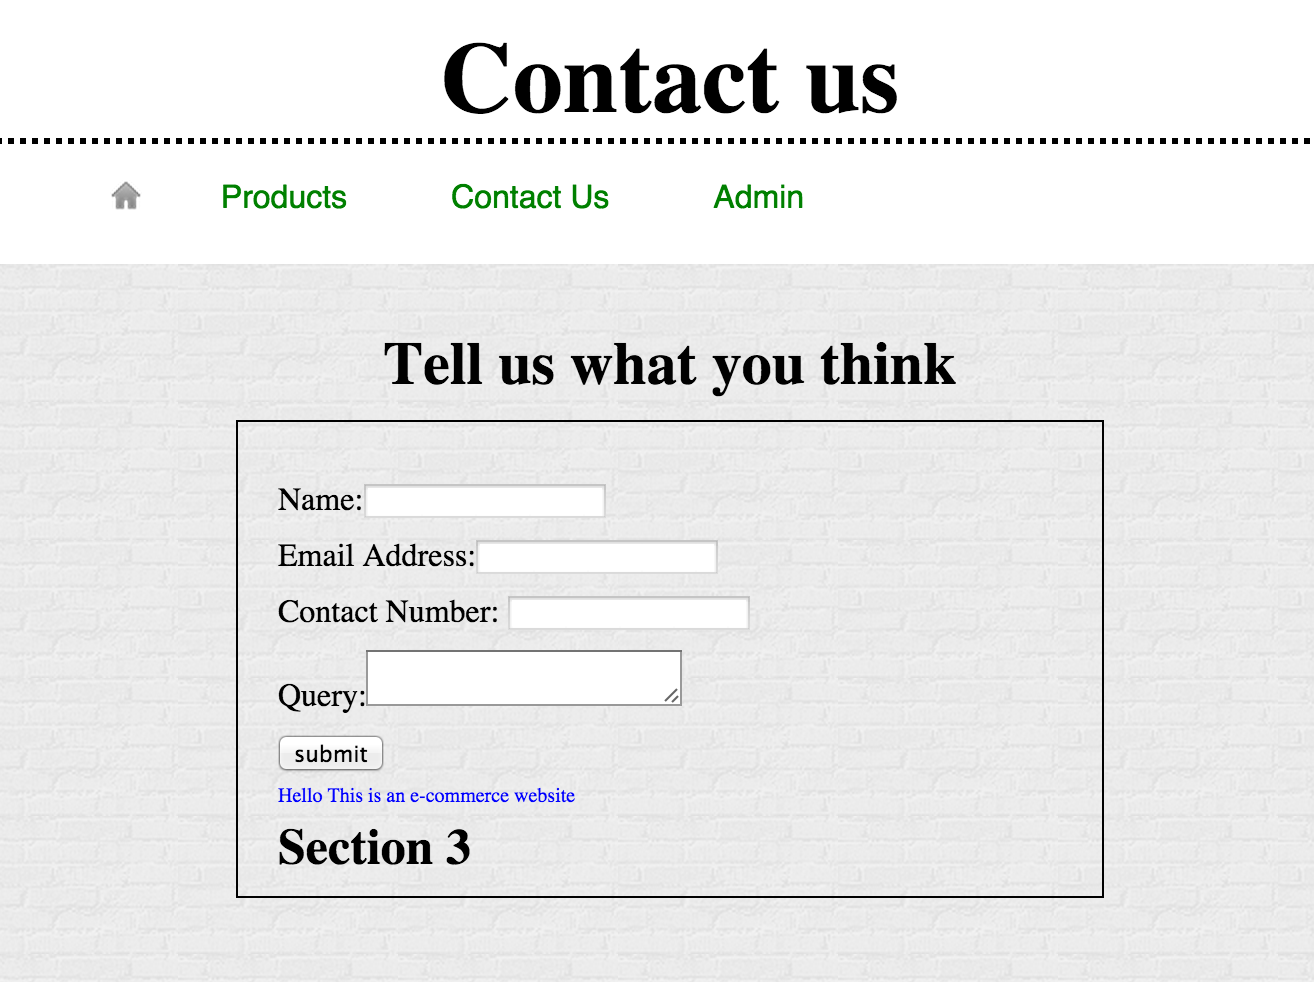 Contact us
Products Contact Us Admin
Tell us what you think
Name:
Email Address:
Contact Number:
Query:
submit
Hello This is an e-commerce website
Section 3